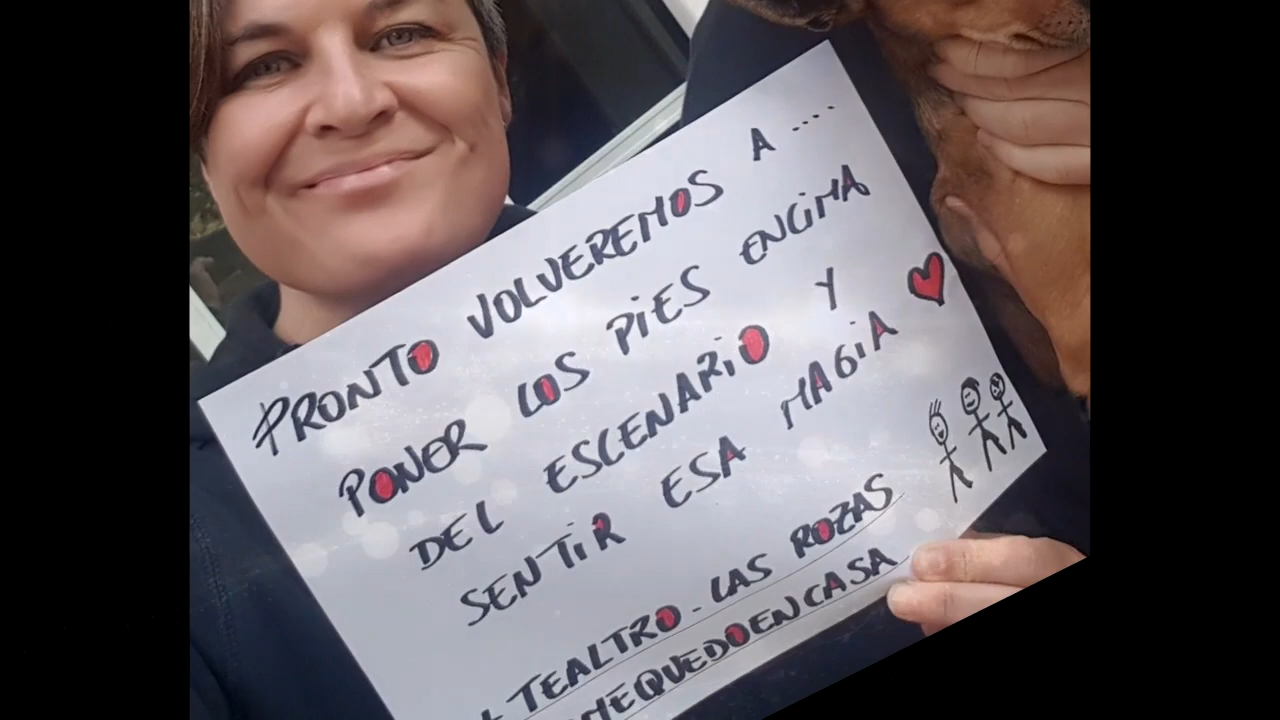 PRONTO VOLVEREMOS A ....
PONER LOS PIES ENCIMA
DEL ESCENARIO Y
SENTIR ESA MAGIA
TEALTRO - LAS ROZAS
MEQUEDOENCASA